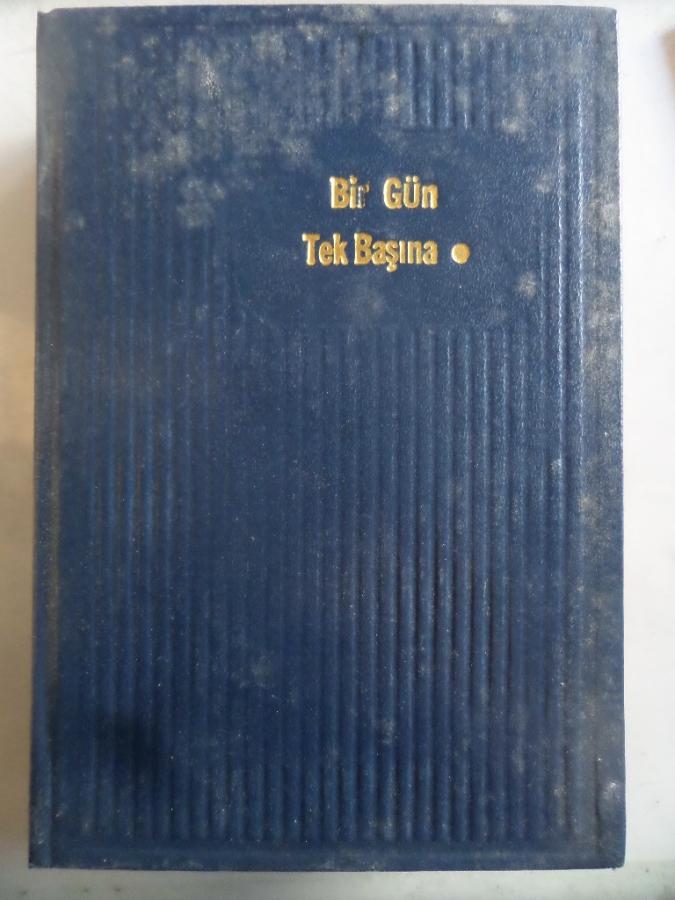 Bir Gün
Tek Başına •